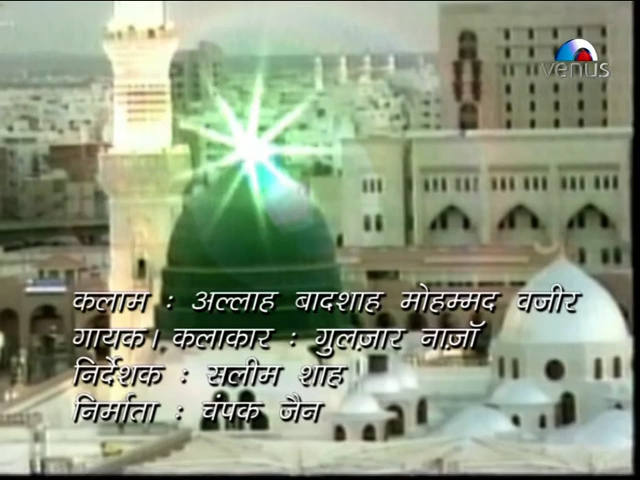 venus
कलाम : अल्लाह बादशाह मोहम्मद वजीर
गायक। कलाकार : गुलज़ार नाज़ाॅ
निर्देशक : सलीम शाह
निर्माता : चंपक जैन